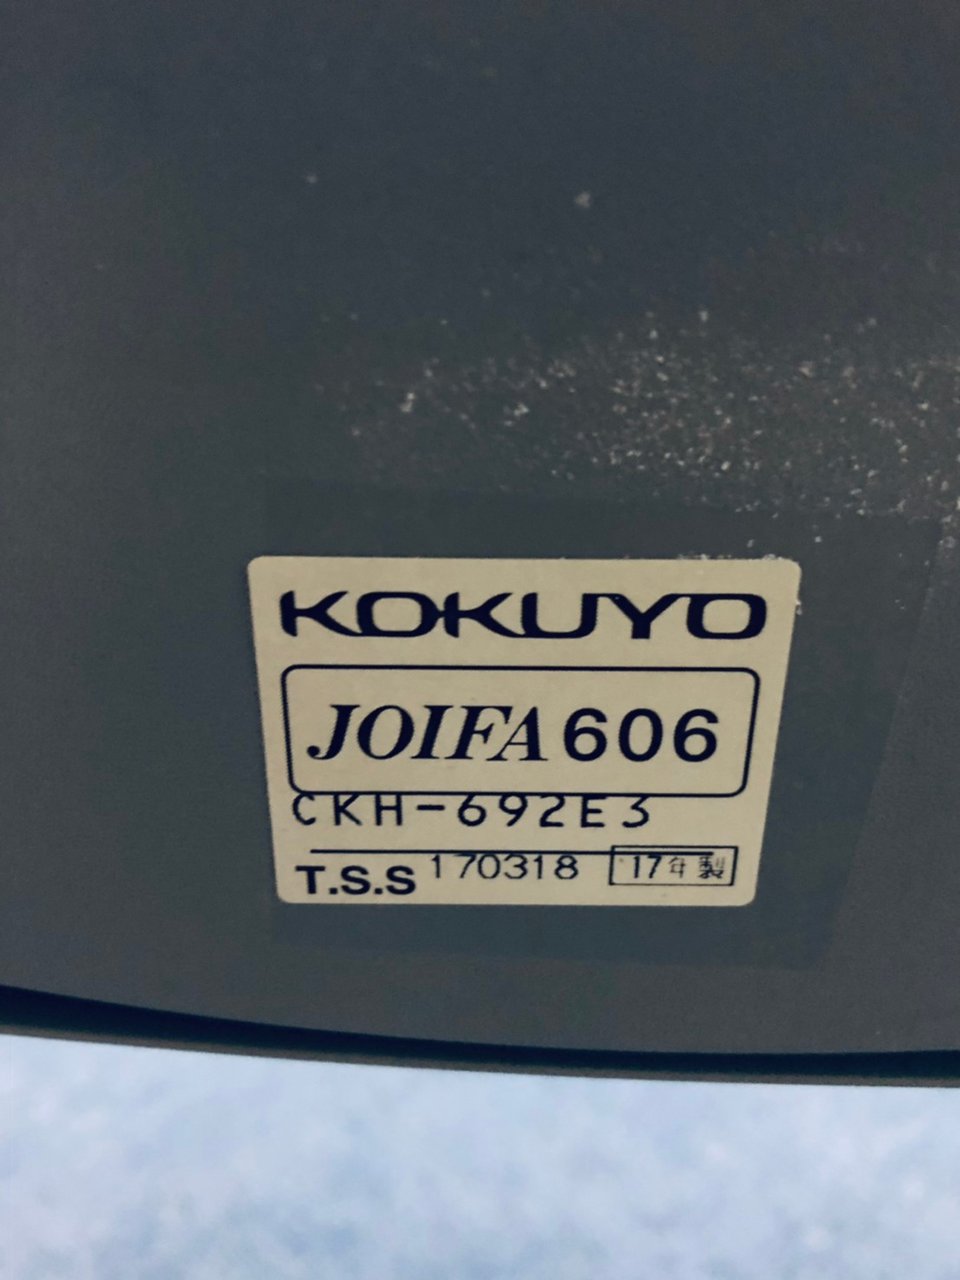 KOKUYO
JOIFA 606
CKH-692E3
T.S.S 170318 17年製